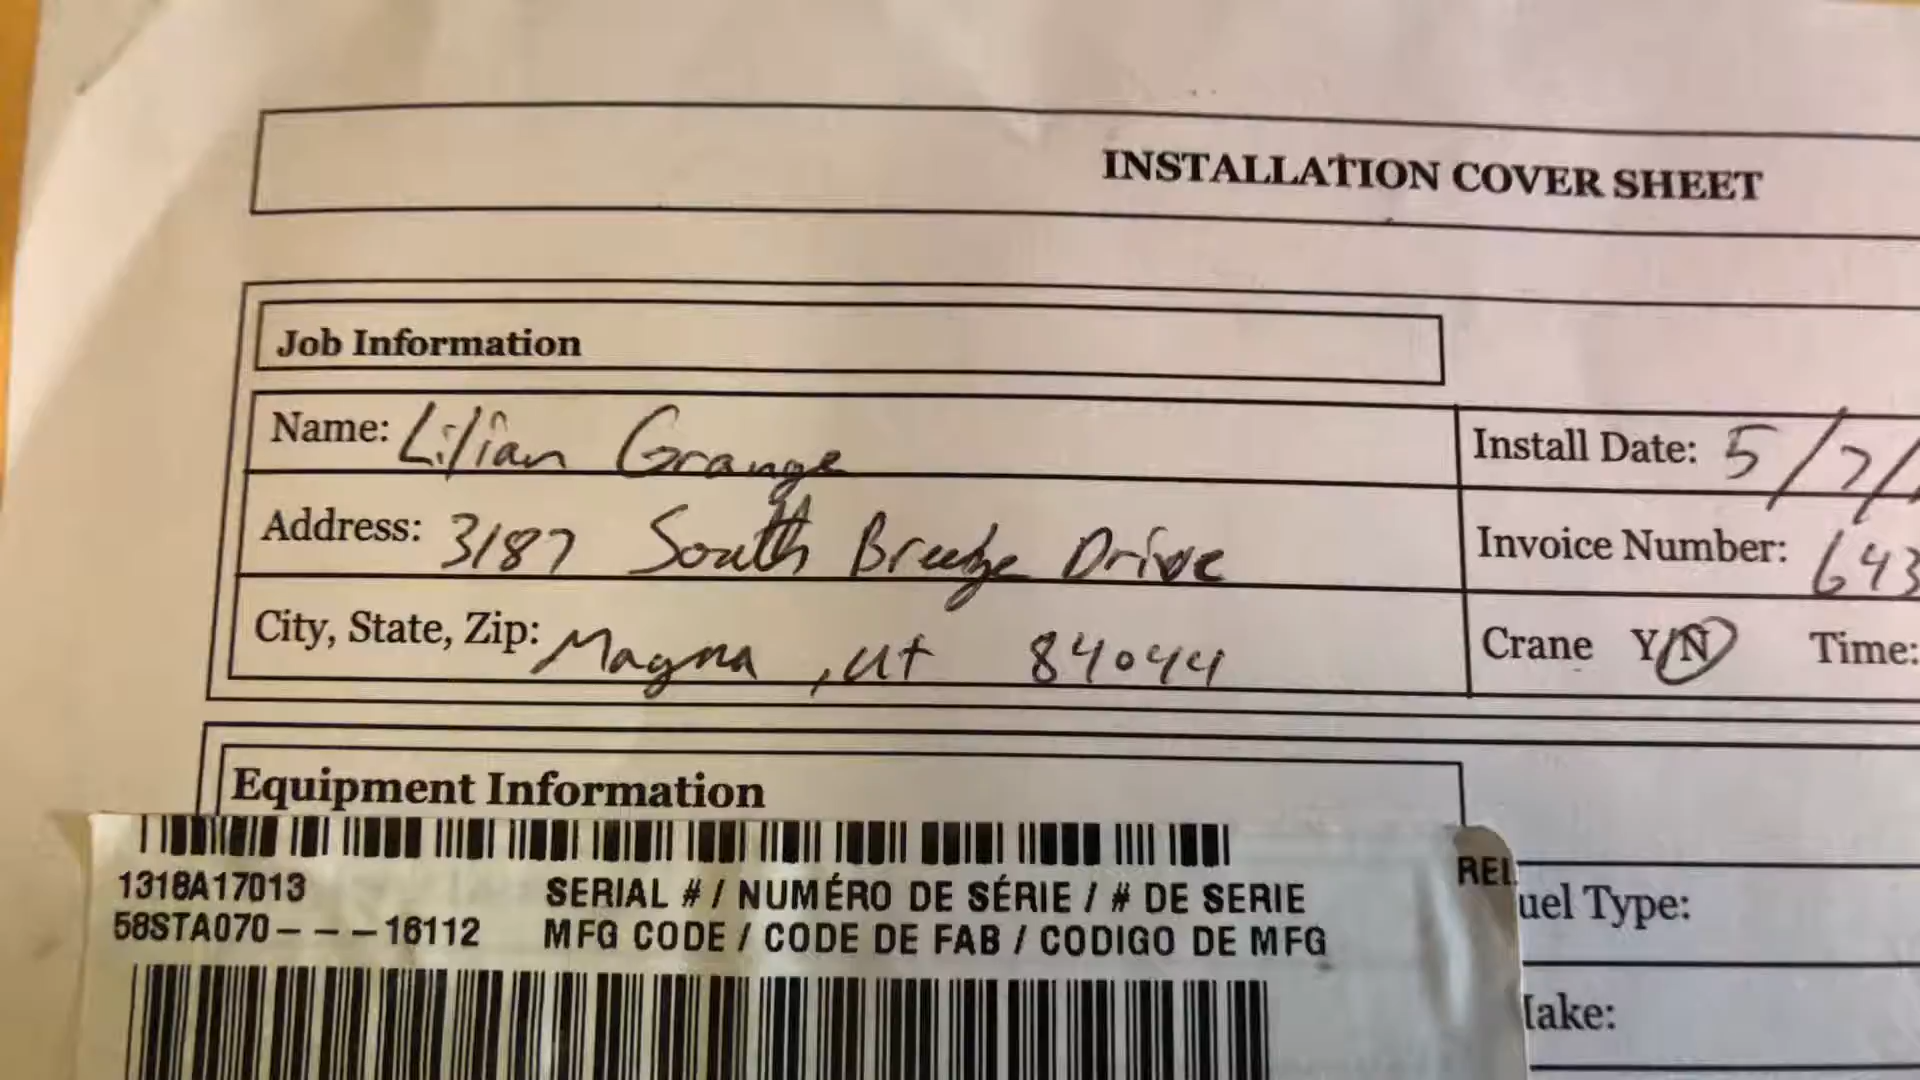 INSTALLATION COVER SHEET
Job Information
Name: Lilian Grange
Install Date: 5/7/
Address: 3187 South Breeze Drive
Invoice Number: 643
City, State, Zip: Magna, ut 84044
Crane Y/N Time:
Equipment Information
1318A17013 SERIAL # / NUMÉRO DE SÉRIE / # DE SERIE
REL
uel Type:
58STA070---16112 MFG CODE / CODE DE FAB / CODIGO DE MFG
Make: